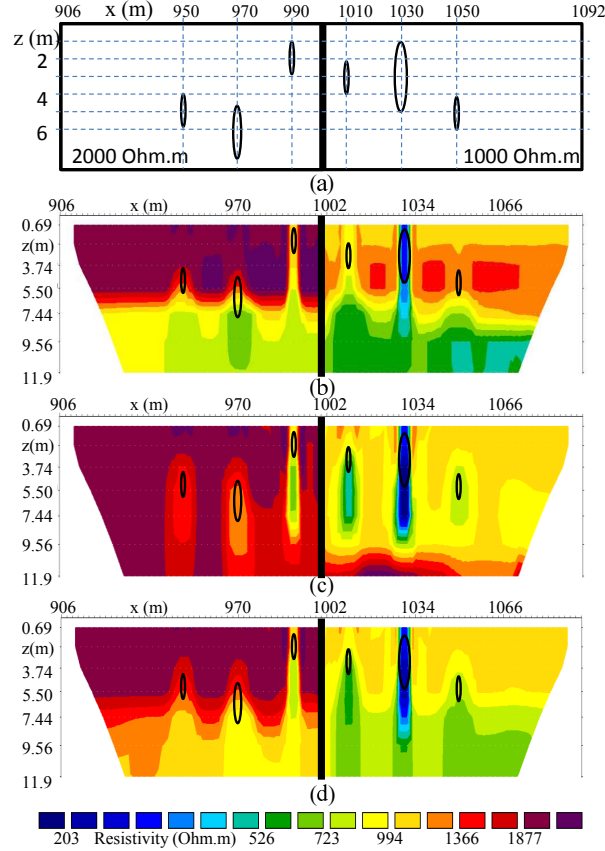 x (m)
906 950 970 990 1010 1030 1050 1092
z (m)
2
4
6
2000 Ohm.m 1000 Ohm.m
(a)
906 x (m) 970 1002 1034 1066
0.69
z(m)
3.74
5.50
7.44
9.56
11.9
(b)
906 x (m) 970 1002 1034 1066
0.69
z(m)
3.74
5.50
7.44
9.56
11.9
(c)
906 x (m) 970 1002 1034 1066
0.69
z(m)
3.74
5.50
7.44
9.56
11.9
(d)
203 Resistivity (Ohm.m) 526 723 994 1366 1877